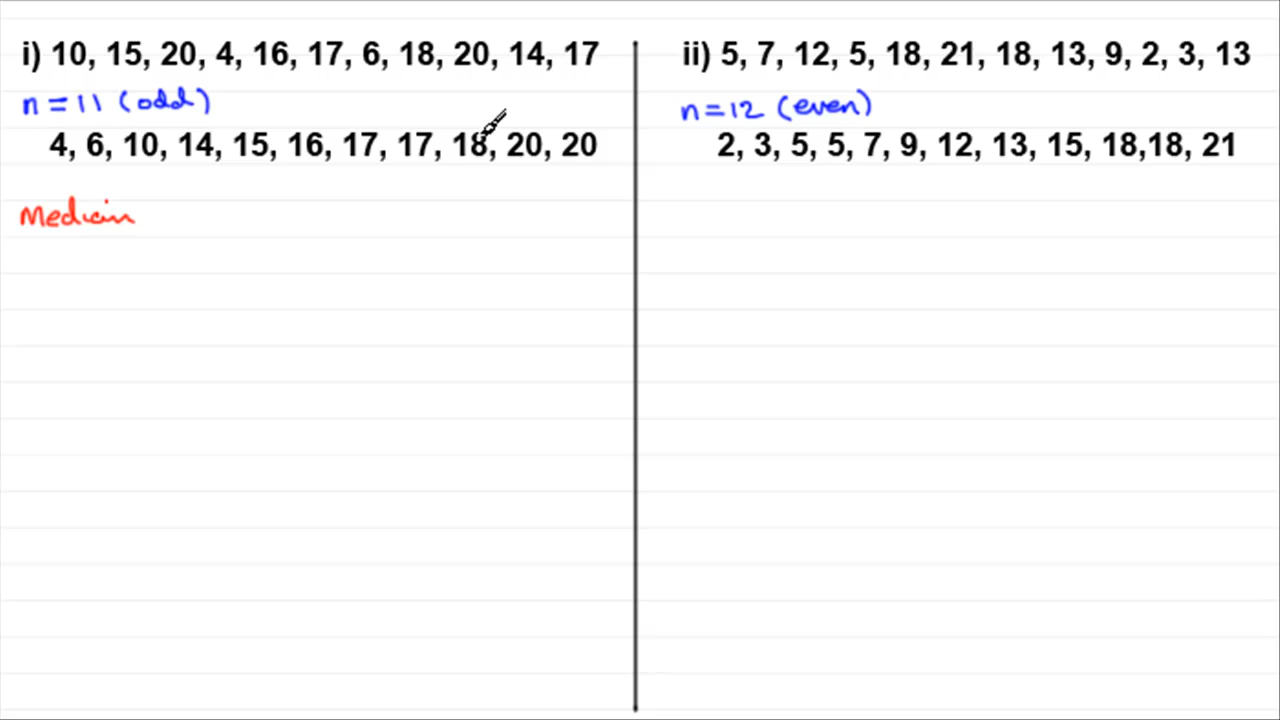 i) 10, 15, 20, 4, 16, 17, 6, 18, 20, 14, 17
n = 11 (odd)
4, 6, 10, 14, 15, 16, 17, 17, 18, 20, 20
Median
ii) 5, 7, 12, 5, 18, 21, 18, 13, 9, 2, 3, 13
n = 12 (even)
2, 3, 5, 5, 7, 9, 12, 13, 15, 18,18, 21